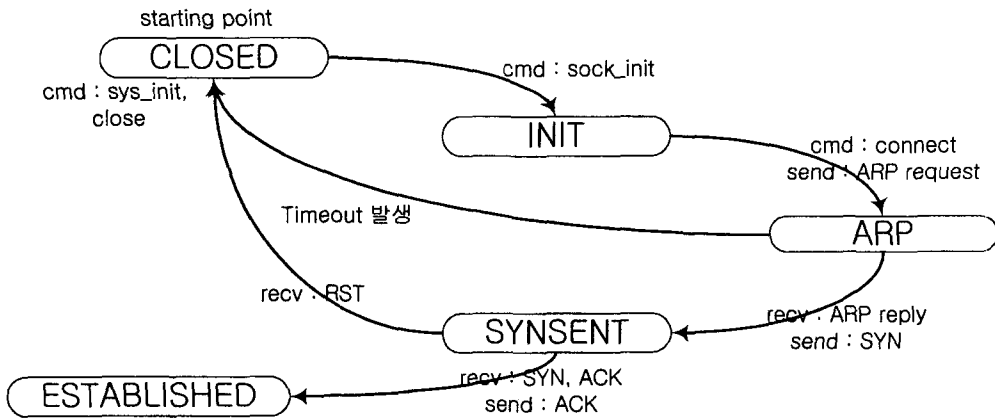 starting point
CLOSED
cmd : sys_init,
close
cmd : sock_init
INIT
cmd : connect
send : ARP request
Timeout 발생
ARP
recv : RST
recv : ARP reply
send : SYN
SYNSENT
recv : SYN, ACK
send : ACK
ESTABLISHED